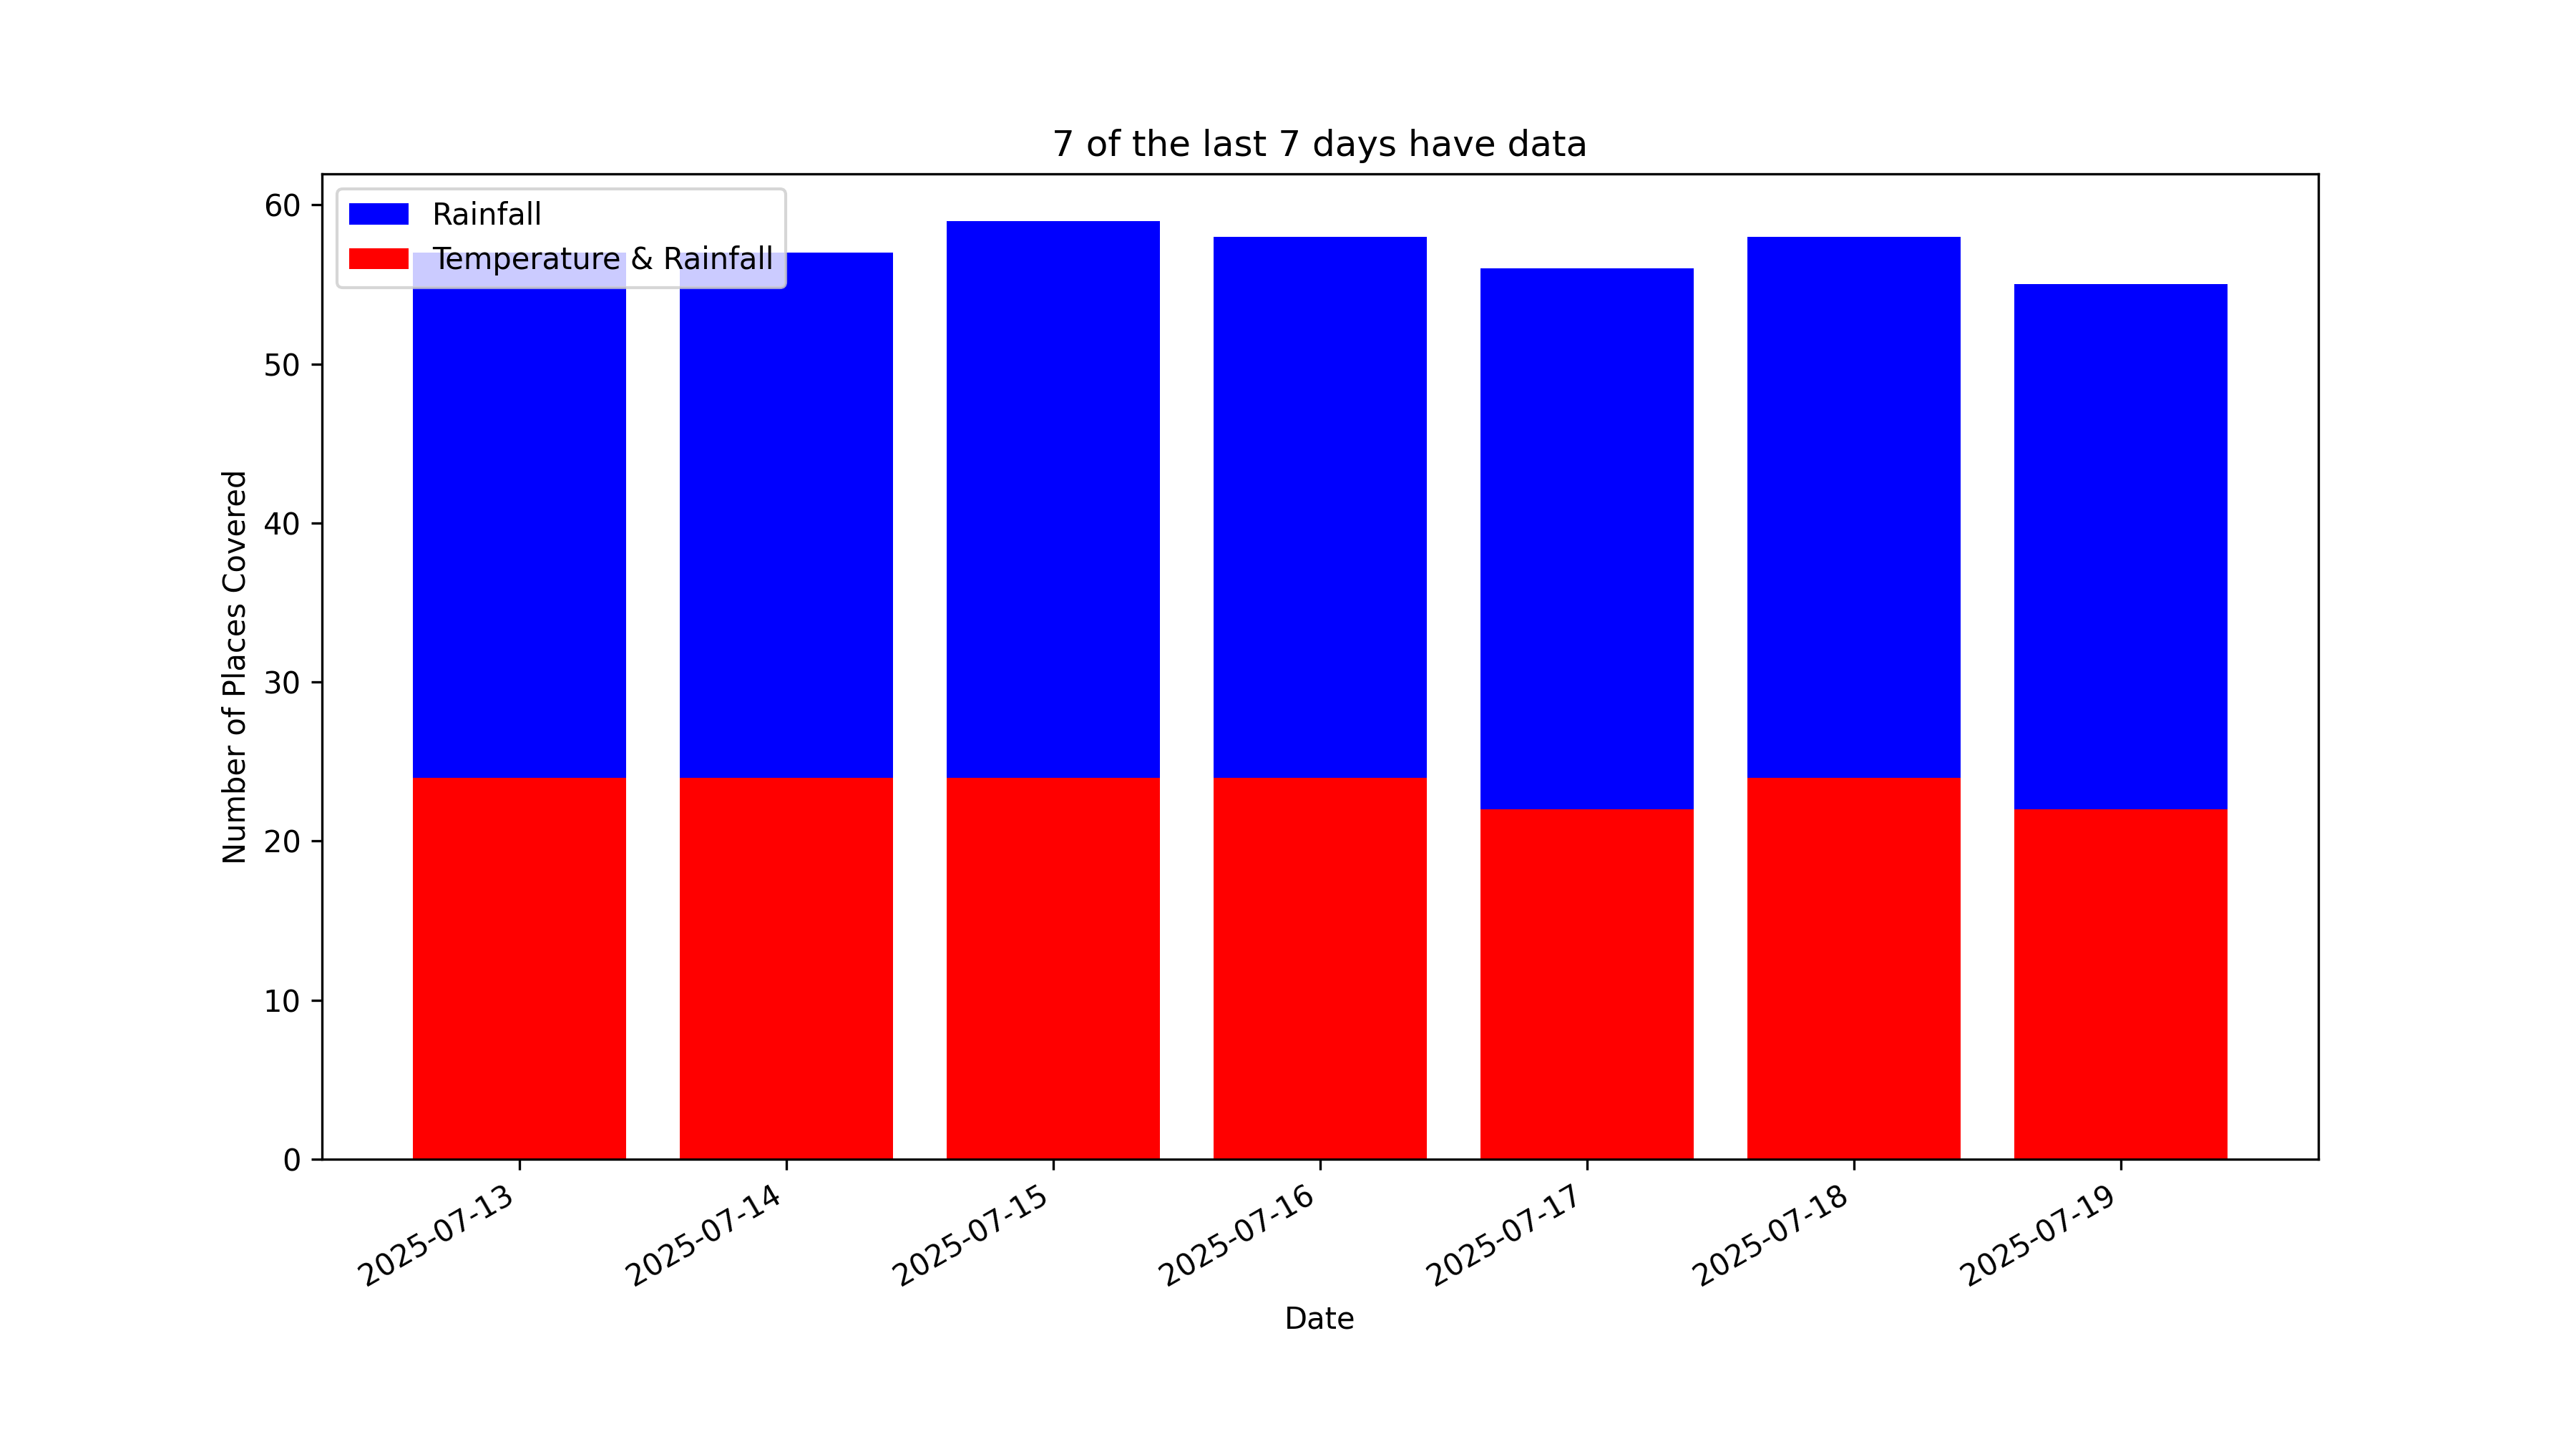 7 of the last 7 days have data
Rainfall
Temperature & Rainfall
Number of Places Covered
60
50
40
30
20
10
0
2025-07-13
2025-07-14
2025-07-15
2025-07-16
2025-07-17
2025-07-18
2025-07-19
Date